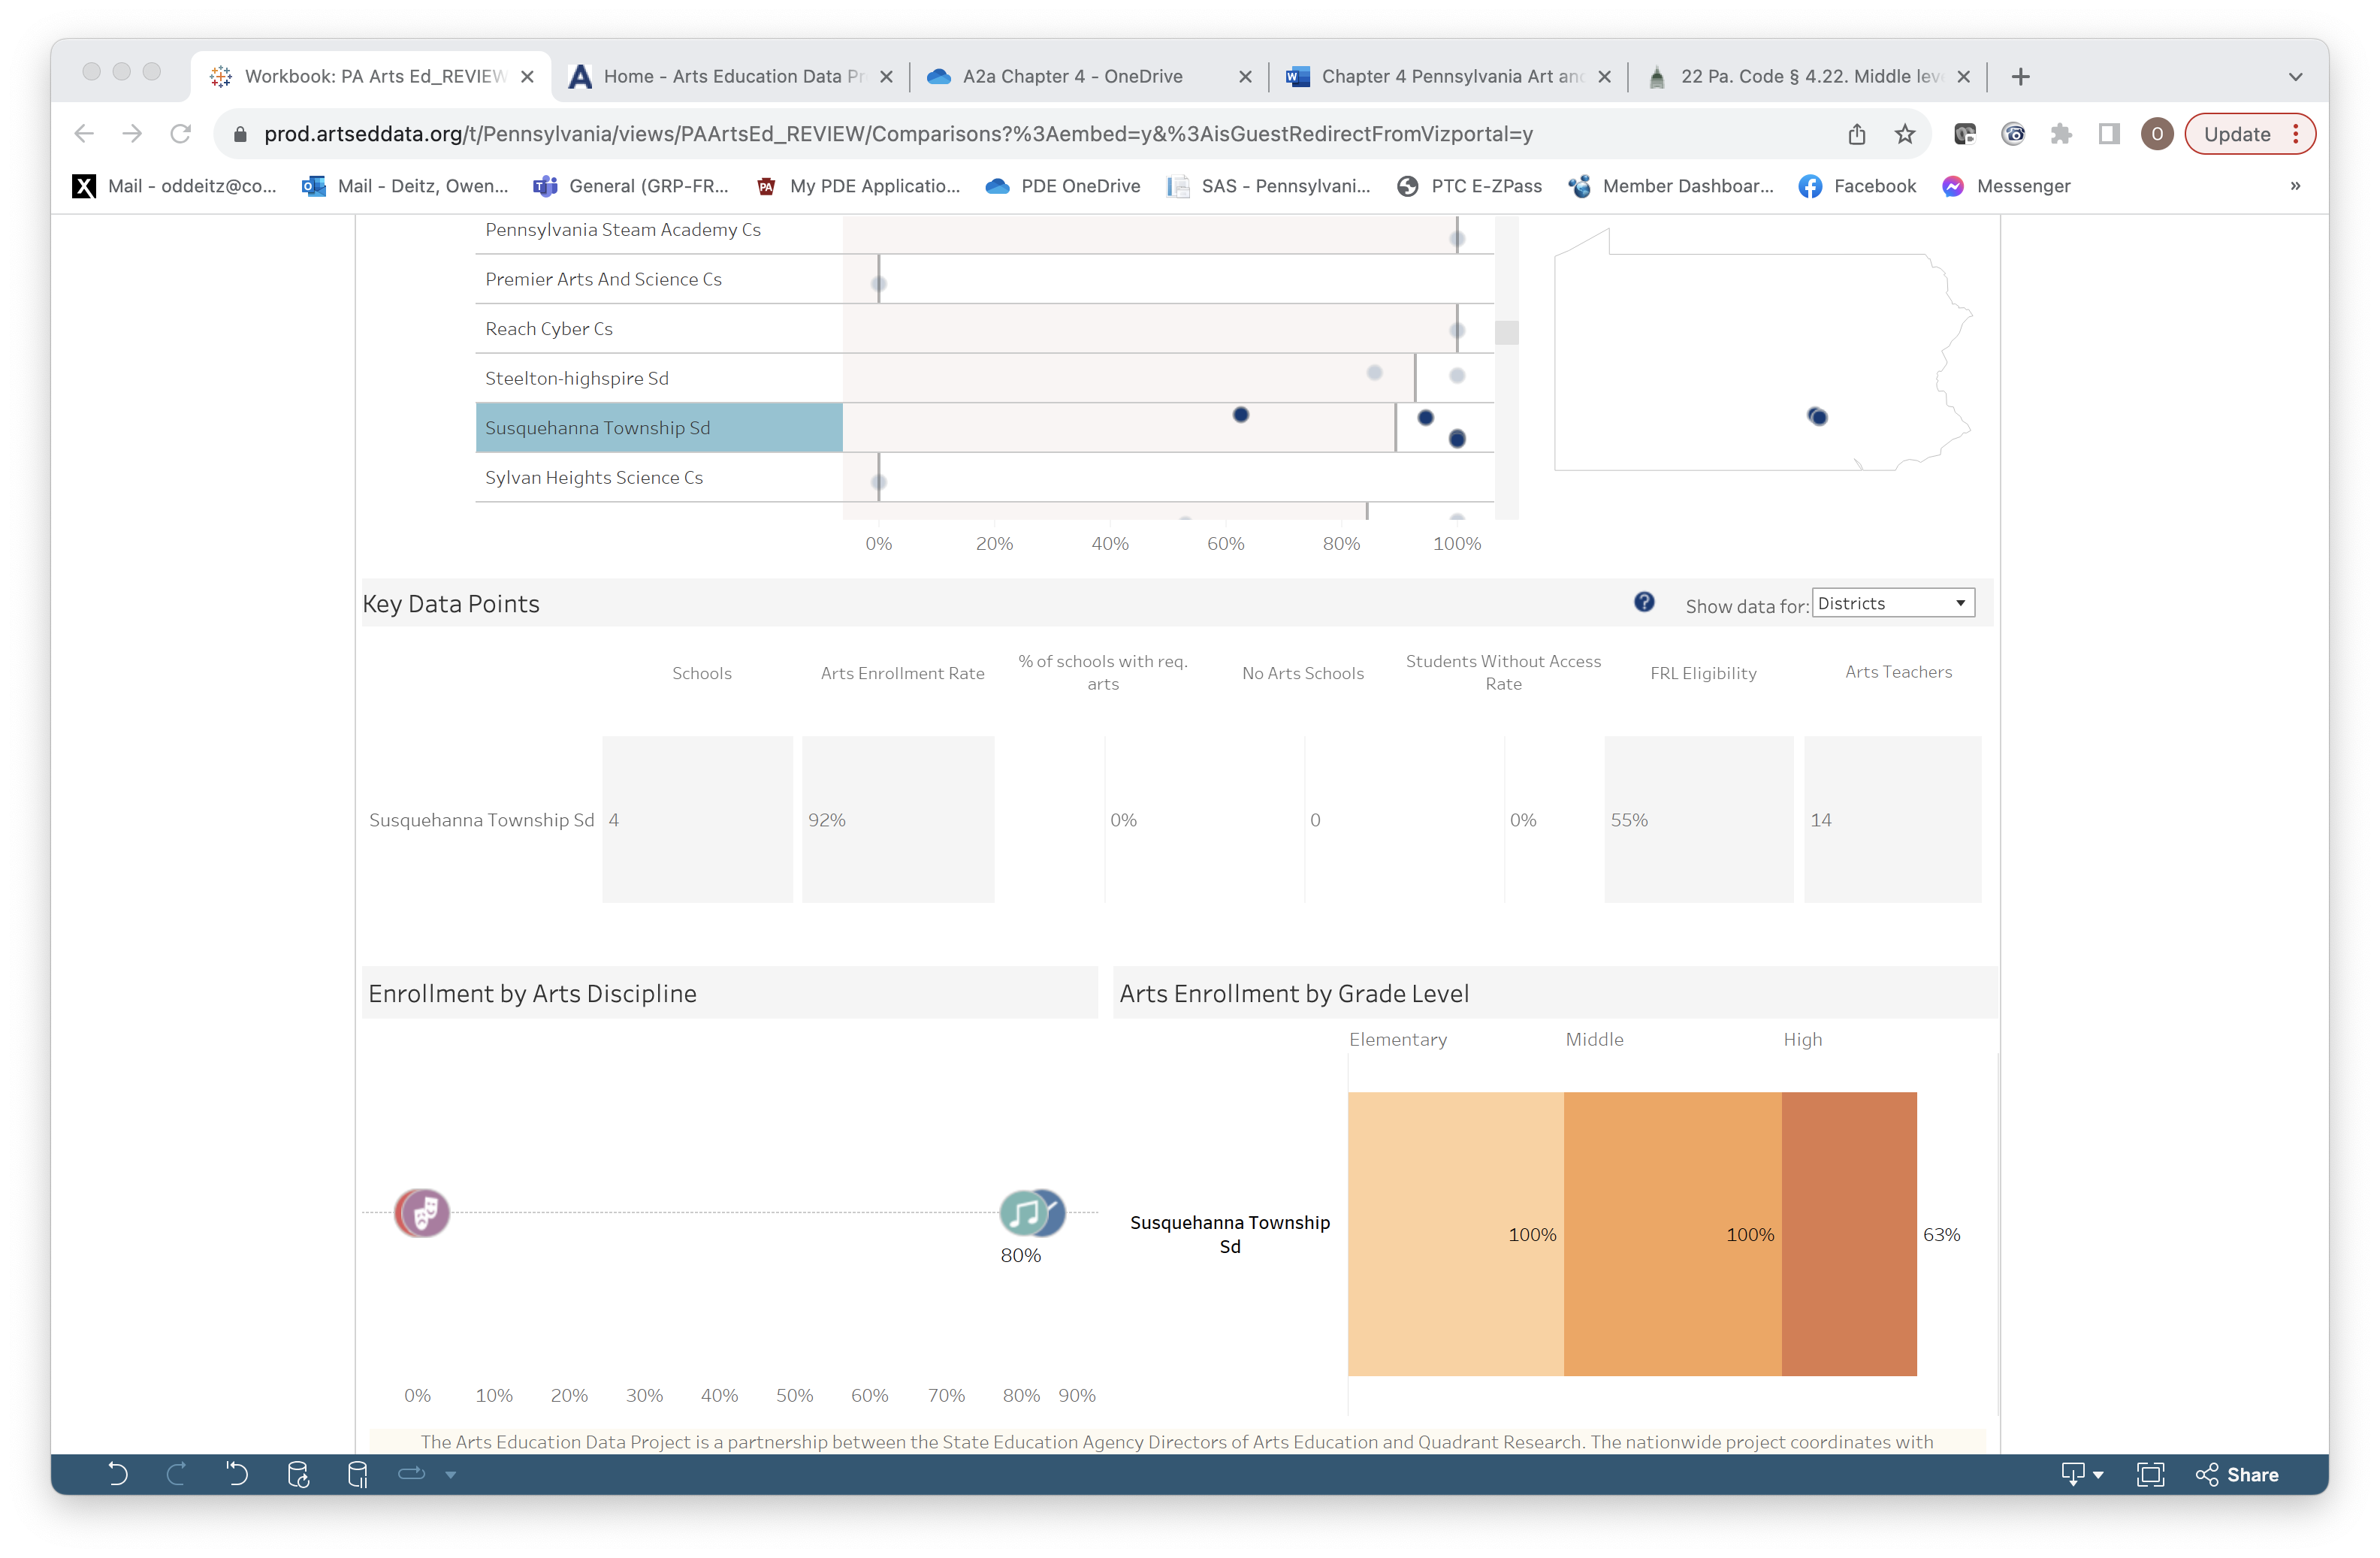 Workbook: PA Arts Ed_REVIEW
Home - Arts Education Data Pr
A2a Chapter 4 - OneDrive
Chapter 4 Pennsylvania Art and
22 Pa. Code § 4.22. Middle leve
prod.artseddata.org/t/Pennsylvania/views/PAArtsEd_REVIEW/Comparisons?%3Aembed=y&%3AisGuestRedirectFromVizportal=y
O
Update
Mail - oddeitz@co...
Mail - Deitz, Owen...
General (GRP-FR...
My PDE Applicatio...
PDE OneDrive
SAS - Pennsylvani...
PTC E-ZPass
Member Dashboar...
Facebook
Messenger
»
Pennsylvania Steam Academy Cs
Premier Arts And Science Cs
Reach Cyber Cs
Steelton-highspire Sd
Susquehanna Township Sd
Sylvan Heights Science Cs
0% 20% 40% 60% 80% 100%
Key Data Points
Show data for: Districts
Schools
Arts Enrollment Rate
% of schools with req.
arts
No Arts Schools
Students Without Access
Rate
FRL Eligibility
Arts Teachers
Susquehanna Township Sd 4 92% 0% 0 0% 55% 14
Enrollment by Arts Discipline
80%
0% 10% 20% 30% 40% 50% 60% 70% 80% 90%
Arts Enrollment by Grade Level
Elementary Middle High
Susquehanna Township
Sd
100% 100% 63%
The Arts Education Data Project is a partnership between the State Education Agency Directors of Arts Education and Quadrant Research. The nationwide project coordinates with
Share